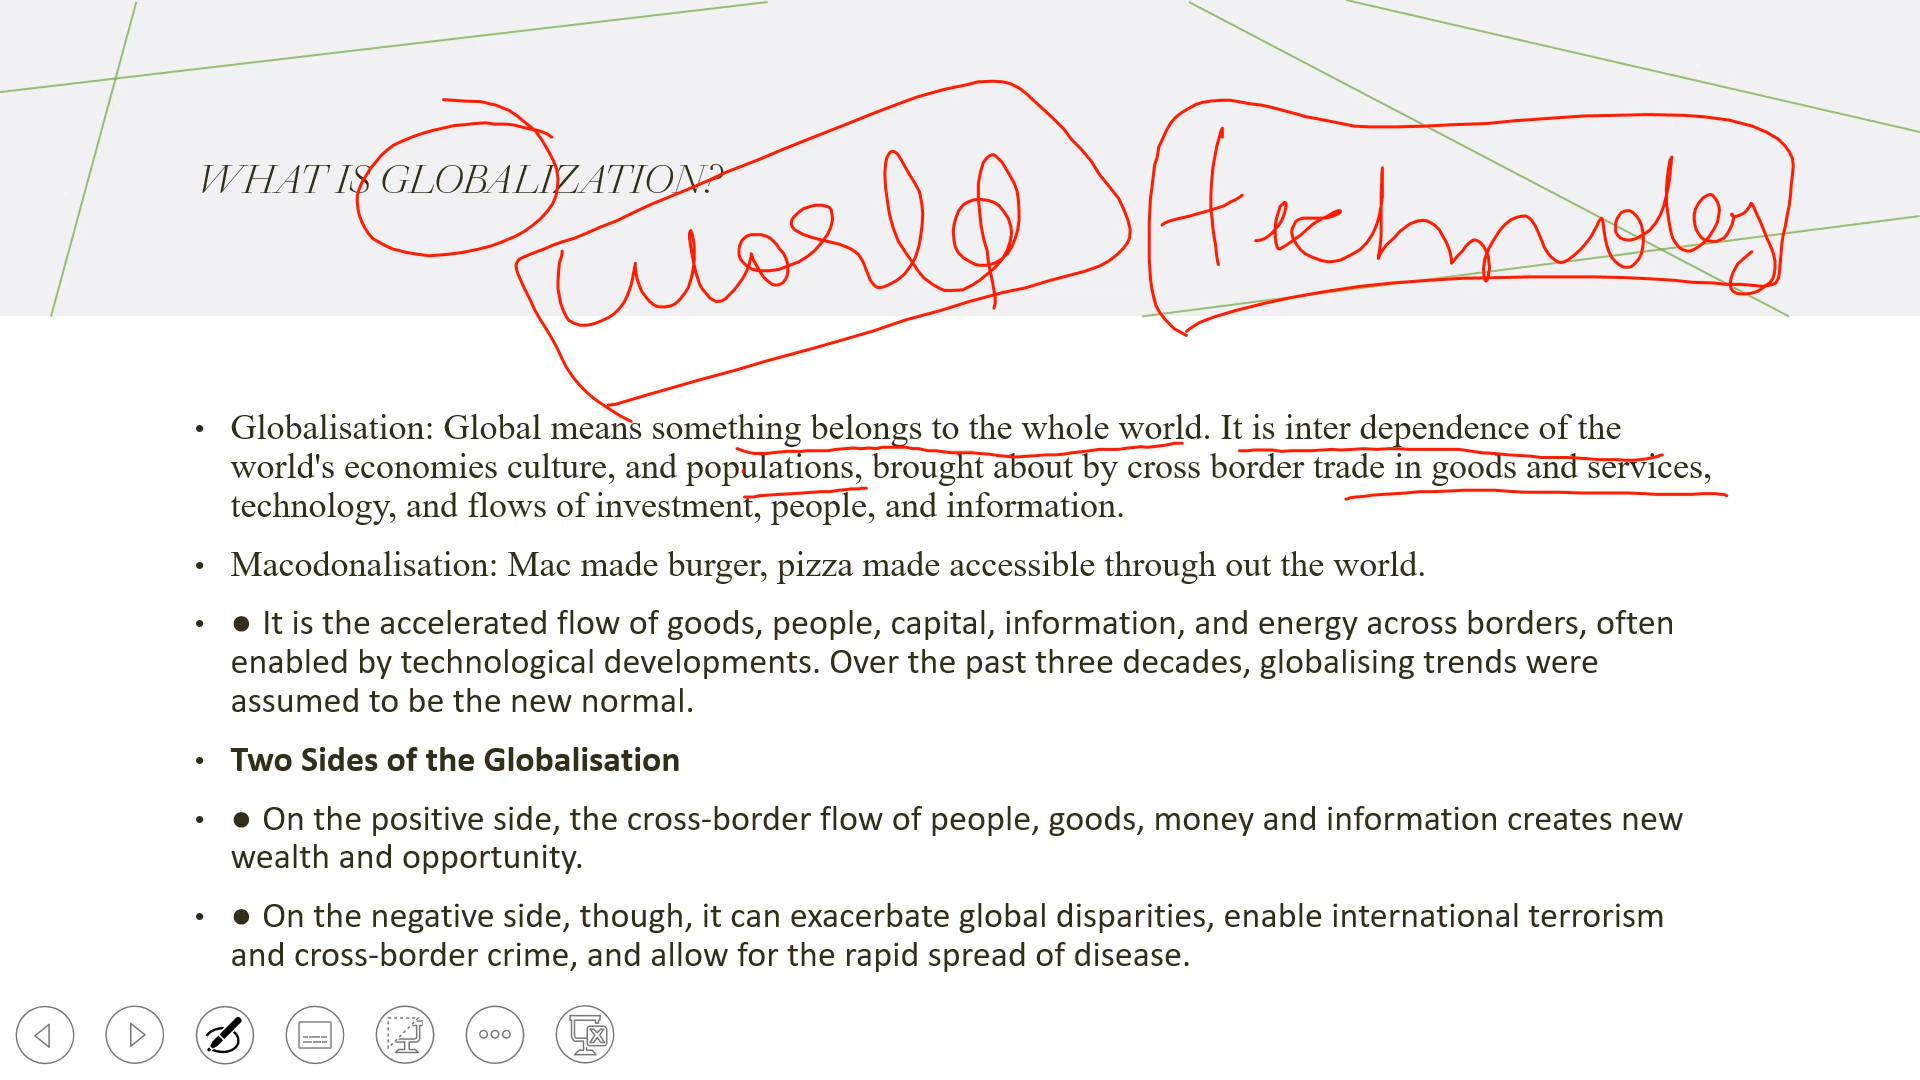 WHAT IS GLOBALIZATION?
world
technology
• Globalisation: Global means something belongs to the whole world. It is inter dependence of the
world's economies culture, and populations, brought about by cross border trade in goods and services,
technology, and flows of investment, people, and information.
• Macodonalisation: Mac made burger, pizza made accessible through out the world.
• ● It is the accelerated flow of goods, people, capital, information, and energy across borders, often
enabled by technological developments. Over the past three decades, globalising trends were
assumed to be the new normal.
• Two Sides of the Globalisation
• ● On the positive side, the cross-border flow of people, goods, money and information creates new
wealth and opportunity.
• ● On the negative side, though, it can exacerbate global disparities, enable international terrorism
and cross-border crime, and allow for the rapid spread of disease.